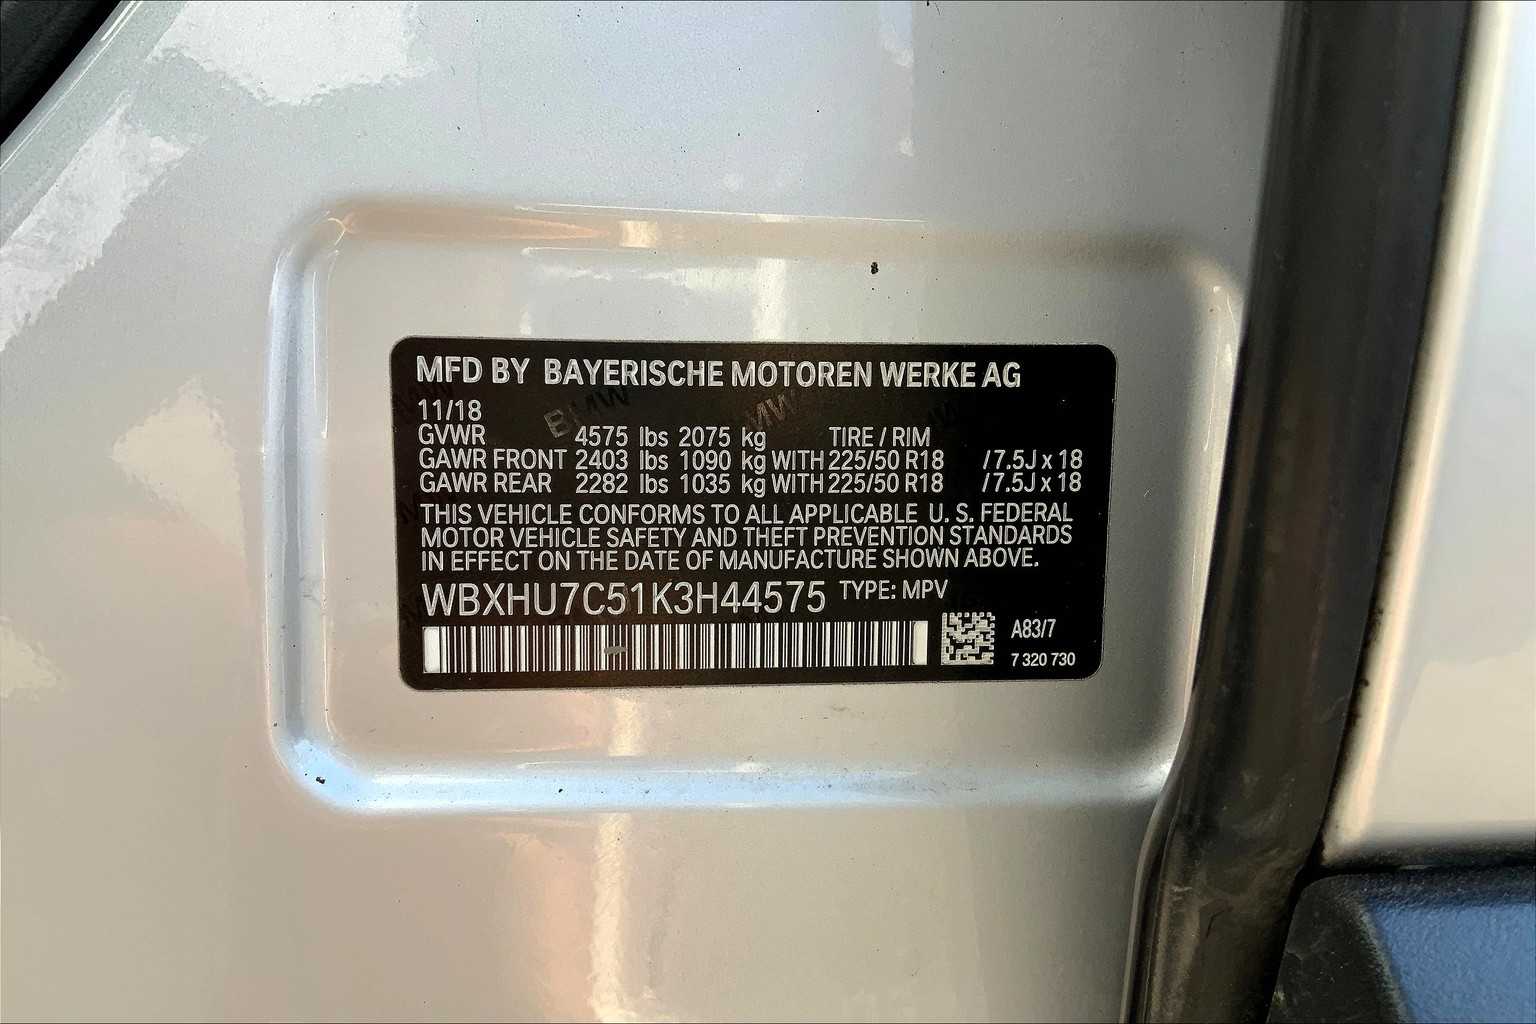 MFD BY BAYERISCHE MOTOREN WERKE AG
11/18
GVWR 4575 lbs 2075 kg TIRE / RIM
GAWR FRONT 2403 lbs 1090 kg WITH 225/50 R18 /7.5J x 18
GAWR REAR 2282 lbs 1035 kg WITH 225/50 R18 /7.5J x 18
THIS VEHICLE CONFORMS TO ALL APPLICABLE U. S. FEDERAL
MOTOR VEHICLE SAFETY AND THEFT PREVENTION STANDARDS
IN EFFECT ON THE DATE OF MANUFACTURE SHOWN ABOVE.
WBXHU7C51K3H44575 TYPE: MPV
A83/7
7 320 730
BMW
BMW